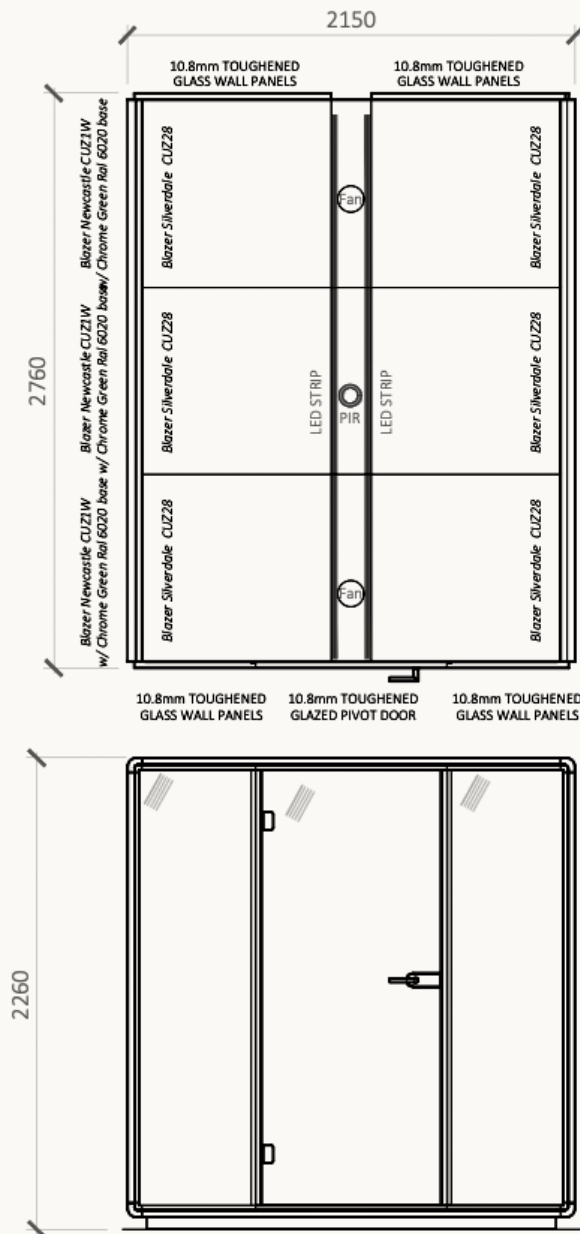 2150
10.8mm TOUGHENED
GLASS WALL PANELS
10.8mm TOUGHENED
GLASS WALL PANELS
2760
Blazer Newcastle CUZ1W
w/ Chrome Green Ral 6020 base
Blazer Newcastle CUZ1W
w/ Chrome Green Ral 6020 base
Blazer Newcastle CUZ1W
w/ Chrome Green Ral 6020 base
Blazer Silverdale CUZ28
Blazer Silverdale CUZ28
Blazer Silverdale CUZ28
Fan
LED STRIP
PIR
LED STRIP
Fan
Blazer Silverdale CUZ28
Blazer Silverdale CUZ28
Blazer Silverdale CUZ28
10.8mm TOUGHENED
GLASS WALL PANELS
10.8mm TOUGHENED
GLAZED PIVOT DOOR
10.8mm TOUGHENED
GLASS WALL PANELS
2260